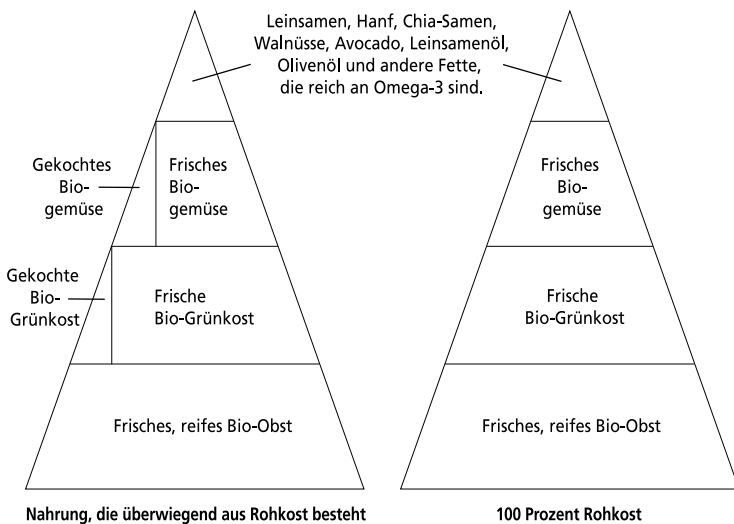 Leinsamen, Hanf, Chia-Samen,
Walnüsse, Avocado, Leinsamenöl,
Olivenöl und andere Fette,
die reich an Omega-3 sind.
Gekochtes
Bio-
gemüse
Frisches
Bio-
gemüse
Gekochte
Bio-
Grünkost
Frische
Bio-Grünkost
Frisches, reifes Bio-Obst
Nahrung, die überwiegend aus Rohkost besteht
Frisches
Bio-
gemüse
Frische
Bio-Grünkost
Frisches, reifes Bio-Obst
100 Prozent Rohkost